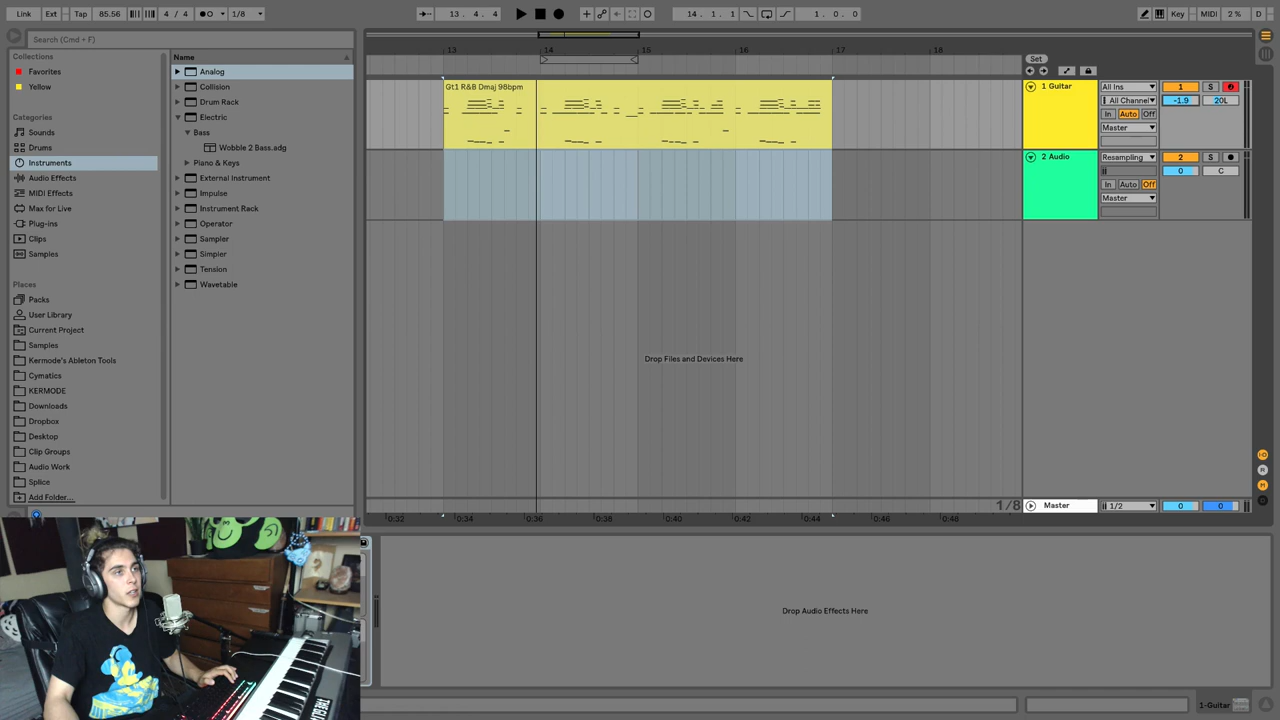 Link Ext Tap 85.56 4 / 4 1/8 13. 4. 4 14. 1. 1 1. 0. 0 Key MIDI 2 % D
Search (Cmd + F)
Collections
Favorites
Yellow
Categories
Sounds
Drums
Instruments
Audio Effects
MIDI Effects
Max for Live
Plug-ins
Clips
Samples
Places
Packs
User Library
Current Project
Samples
Kermode's Ableton Tools
Cymatics
KERMODE
Downloads
Dropbox
Desktop
Clip Groups
Audio Work
Splice
Add Folder...
Name
Analog
Collision
Drum Rack
Electric
Bass
Wobble 2 Bass.adg
Piano & Keys
External Instrument
Impulse
Instrument Rack
Operator
Sampler
Simpler
Tension
Wavetable
13 14 15 16 17 18
Set
Gt1 R&B Dmaj 98bpm
1 Guitar All Ins 1 S
All Channel -1.9 20L
In Auto Off
Master
2 Audio Resampling 2 S
0 C
In Auto Off
Master
Drop Files and Devices Here
1/8 Master 1/2 0 0
0:32 0:34 0:36 0:38 0:40 0:42 0:44 0:46 0:48
HD
R
M
D
Drop Audio Effects Here
1-Guitar